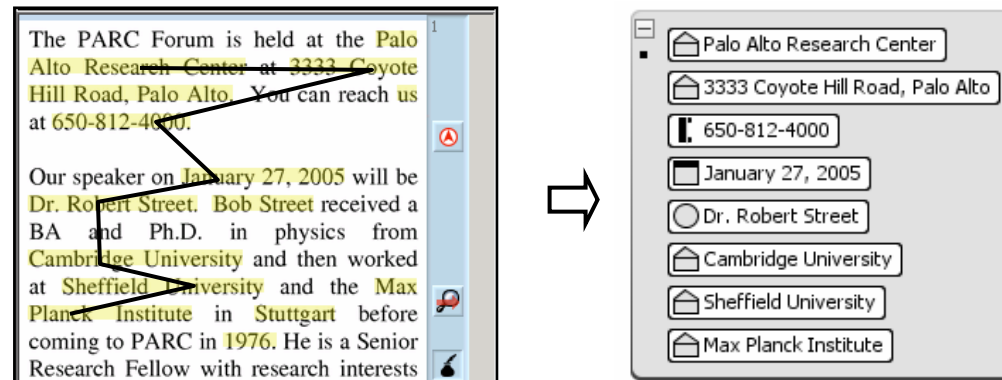 The PARC Forum is held at the Palo
Alto Research Center at 3333 Coyote
Hill Road, Palo Alto. You can reach us
at 650-812-4000.
Our speaker on January 27, 2005 will be
Dr. Robert Street. Bob Street received a
BA and Ph.D. in physics from
Cambridge University and then worked
at Sheffield University and the Max
Planck Institute in Stuttgart before
coming to PARC in 1976. He is a Senior
Research Fellow with research interests
1
Palo Alto Research Center
3333 Coyote Hill Road, Palo Alto
650-812-4000
January 27, 2005
Dr. Robert Street
Cambridge University
Sheffield University
Max Planck Institute